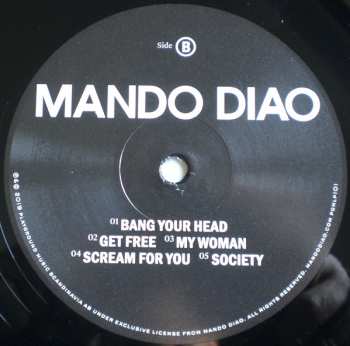 Side B
MANDO DIAO
01 BANG YOUR HEAD
02 GET FREE 03 MY WOMAN
04 SCREAM FOR YOU 05 SOCIETY
℗© 2019 PLAYGROUND MUSIC SCANDINAVIA AB UNDER EXCLUSIVE LICENSE FROM MANDO DIAO. ALL RIGHTS RESERVED. MANDODIAO.COM PGMLP101